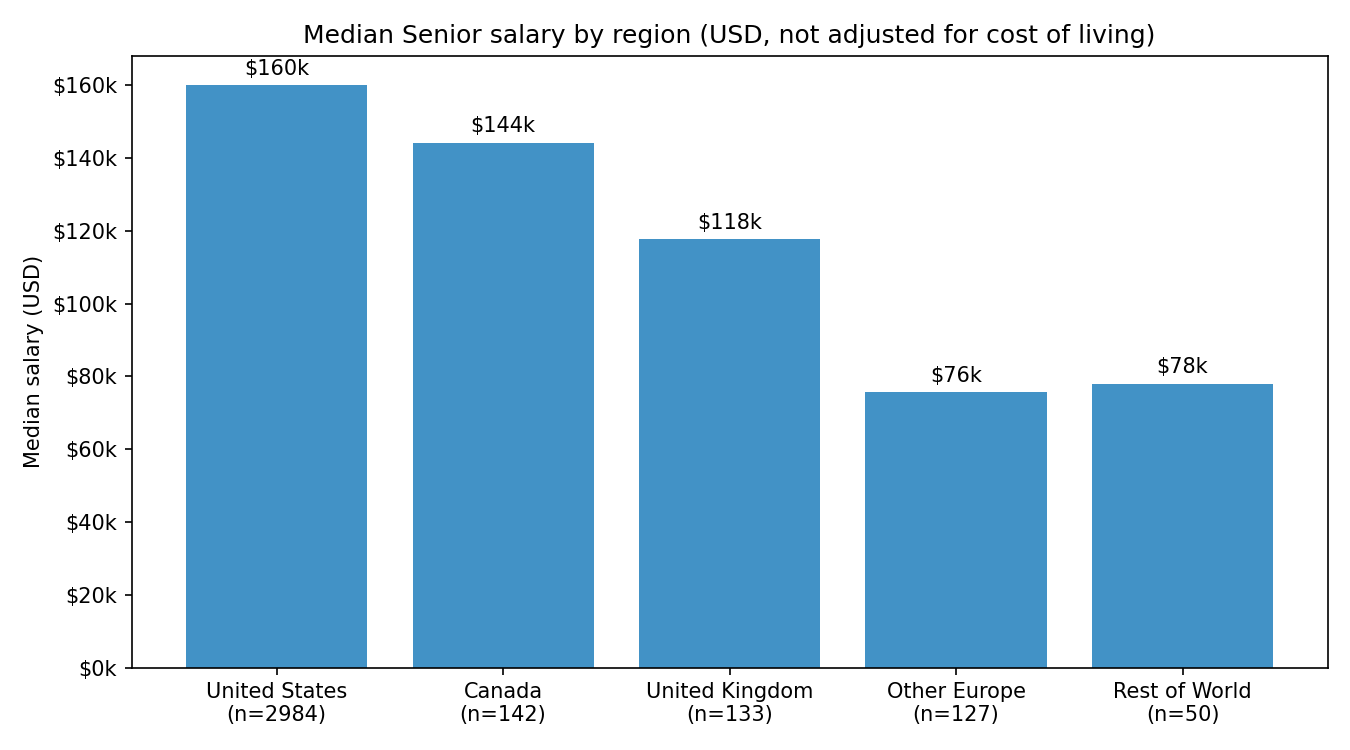 Median Senior salary by region (USD, not adjusted for cost of living)
Median salary (USD)
$160k
$140k
$120k
$100k
$80k
$60k
$40k
$20k
$0k
$160k
$144k
$118k
$76k
$78k
United States
(n=2984)
Canada
(n=142)
United Kingdom
(n=133)
Other Europe
(n=127)
Rest of World
(n=50)